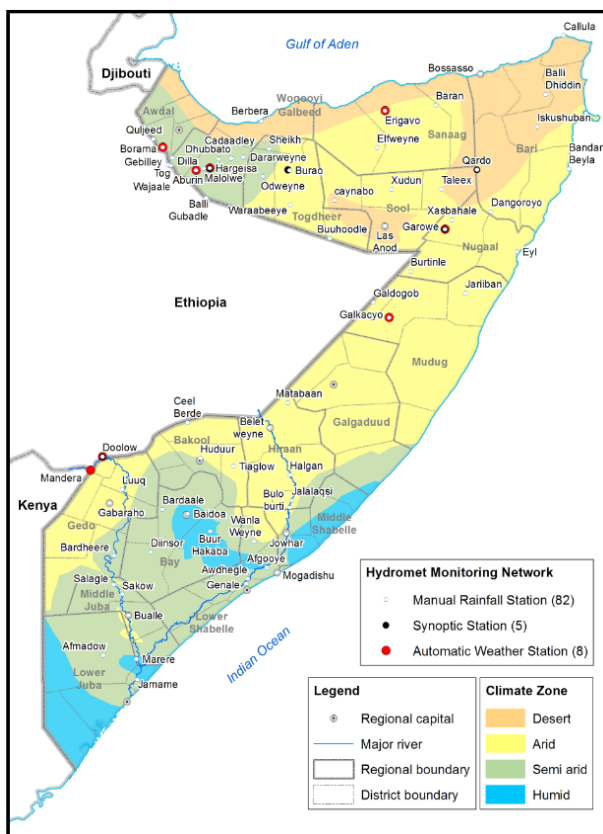 Callula
Gulf of Aden
Djibouti
Bossasso
Balli
Dhiddin
Woqooyi
Galbeed
Awdal
Berbera
Erigavo
Baran
Iskushuban
Quljeed
Cadaadley
Sheikh
Elfweyne
Sanaag
Bari
Borama
Dhubbato
Bandar
Beyla
Gebilley
Dilla
Dararweyne
Hargeisa
Burao
Qardo
Tog
Wajaale
Aburin
Malolwe
Odweyne
Xudun
Taleex
caynabo
Balli
Gubadle
Waraabeeye
Togdheer
Sool
Xasbahale
Dangoroyo
Buuhoodle
Las
Anod
Garowe
Nugaal
Eyl
Burtinle
Ethiopia
Galdogob
Jariiban
Galkacyo
Mudug
Ceel
Berde
Matabaan
Belet
weyne
Galgaduud
Bakool
Hiraan
Doolow
Huduur
Mandera
Tiaglow
Halgan
Luuq
Kenya
Bardaale
Bulo
burti
Jalalaqsi
Gabaraho
Baidoa
Middle
Shabelle
Gedo
Wanla
Weyne
Diinsor
Buur
Hakaba
Bardheere
Bay
Jowhar
Afgooye
Awdhegle
Salagle
Sakow
Genale
Mogadishu
Middle
Juba
Bualle
Lower
Shabelle
Afmadow
Marere
Indian Ocean
Lower
Juba
Jamame
Hydromet Monitoring Network
Manual Rainfall Station (82)
Synoptic Station (5)
Automatic Weather Station (8)
Legend
Regional capital
Major river
Regional boundary
District boundary
Climate Zone
Desert
Arid
Semi arid
Humid